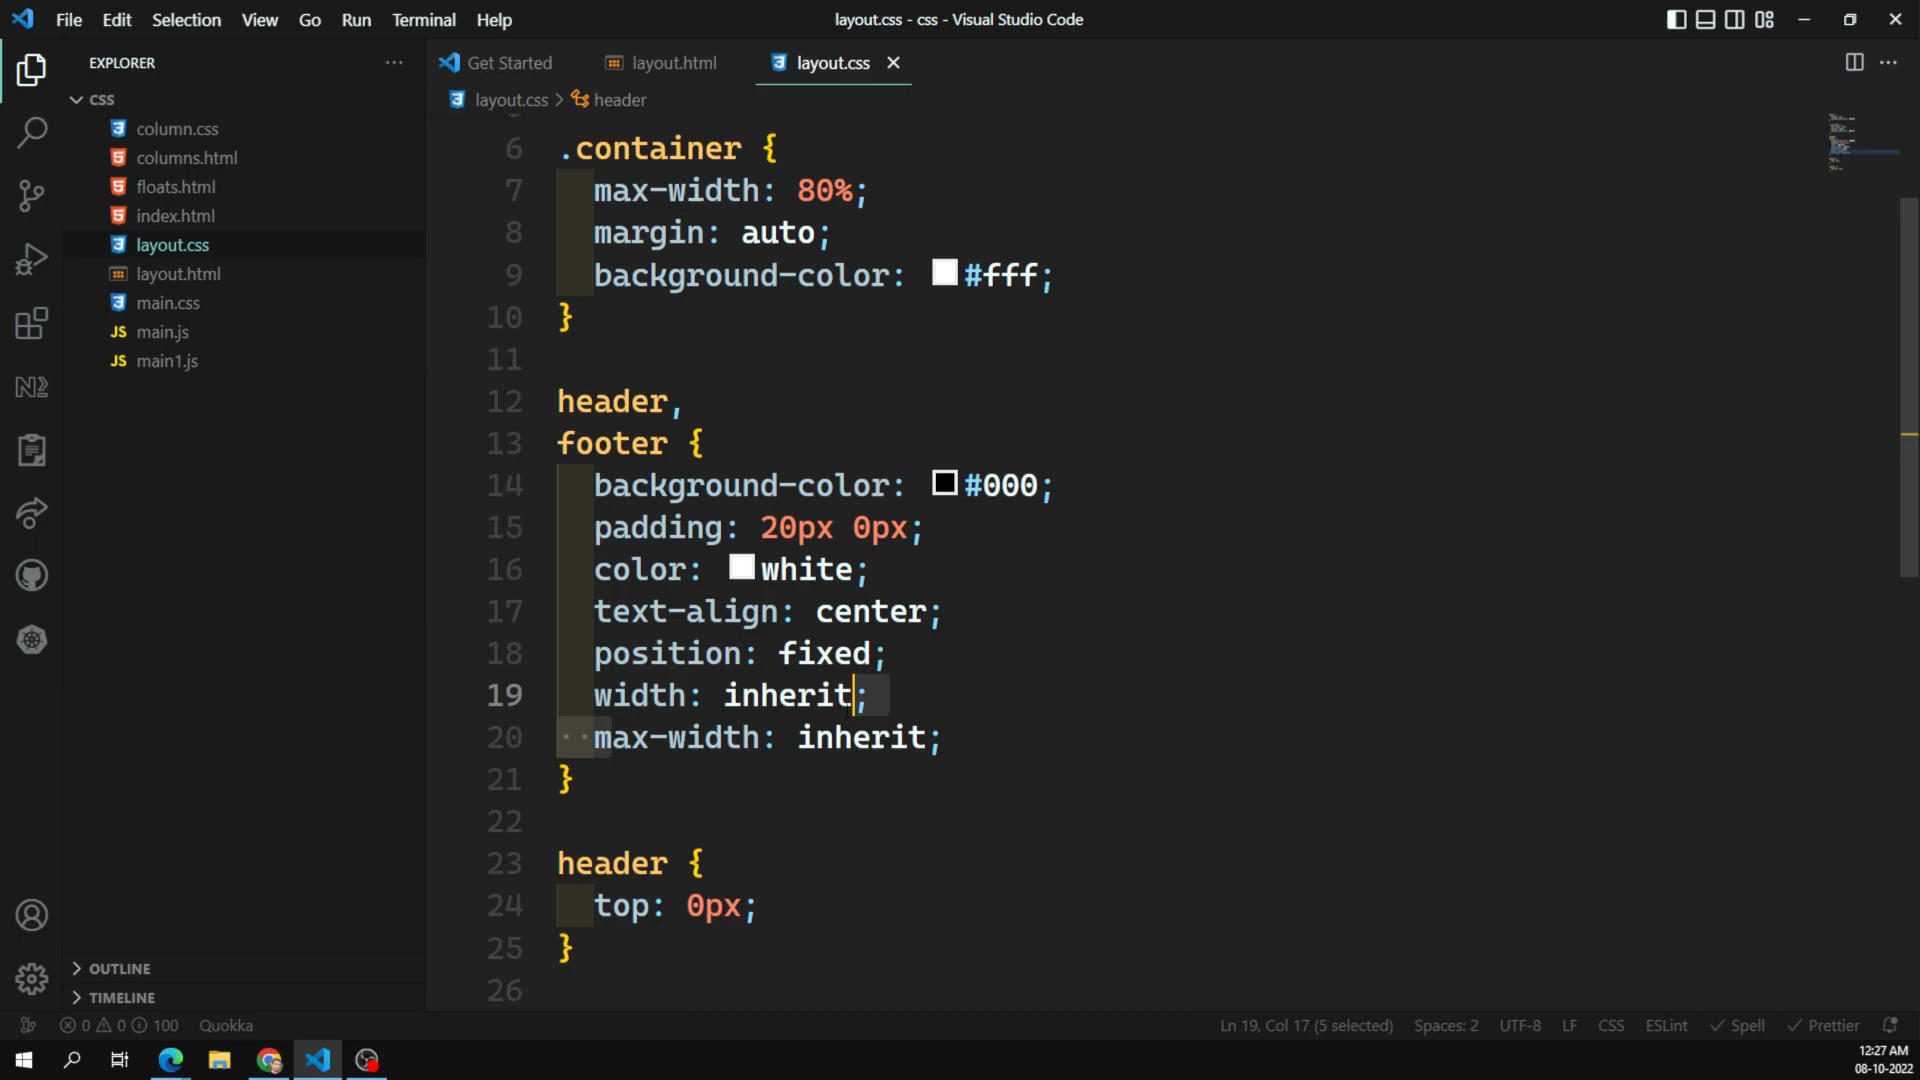 File Edit Selection View Go Run Terminal Help
layout.css - css - Visual Studio Code
EXPLORER
CSS
column.css
columns.html
floats.html
index.html
layout.css
layout.html
main.css
JS main.js
JS main1.js
OUTLINE
TIMELINE
Get Started
layout.html
layout.css
layout.css > header
6 .container {
7 max-width: 80%;
8 margin: auto;
9 background-color: #fff;
10 }
11
12 header,
13 footer {
14 background-color: #000;
15 padding: 20px 0px;
16 color: white;
17 text-align: center;
18 position: fixed;
19 width: inherit;
20 max-width: inherit;
21 }
22
23 header {
24 top: 0px;
25 }
26
0 0 100 Quokka
Ln 19, Col 17 (5 selected) Spaces: 2 UTF-8 LF CSS ESLint Spell Prettier
12:27 AM
08-10-2022